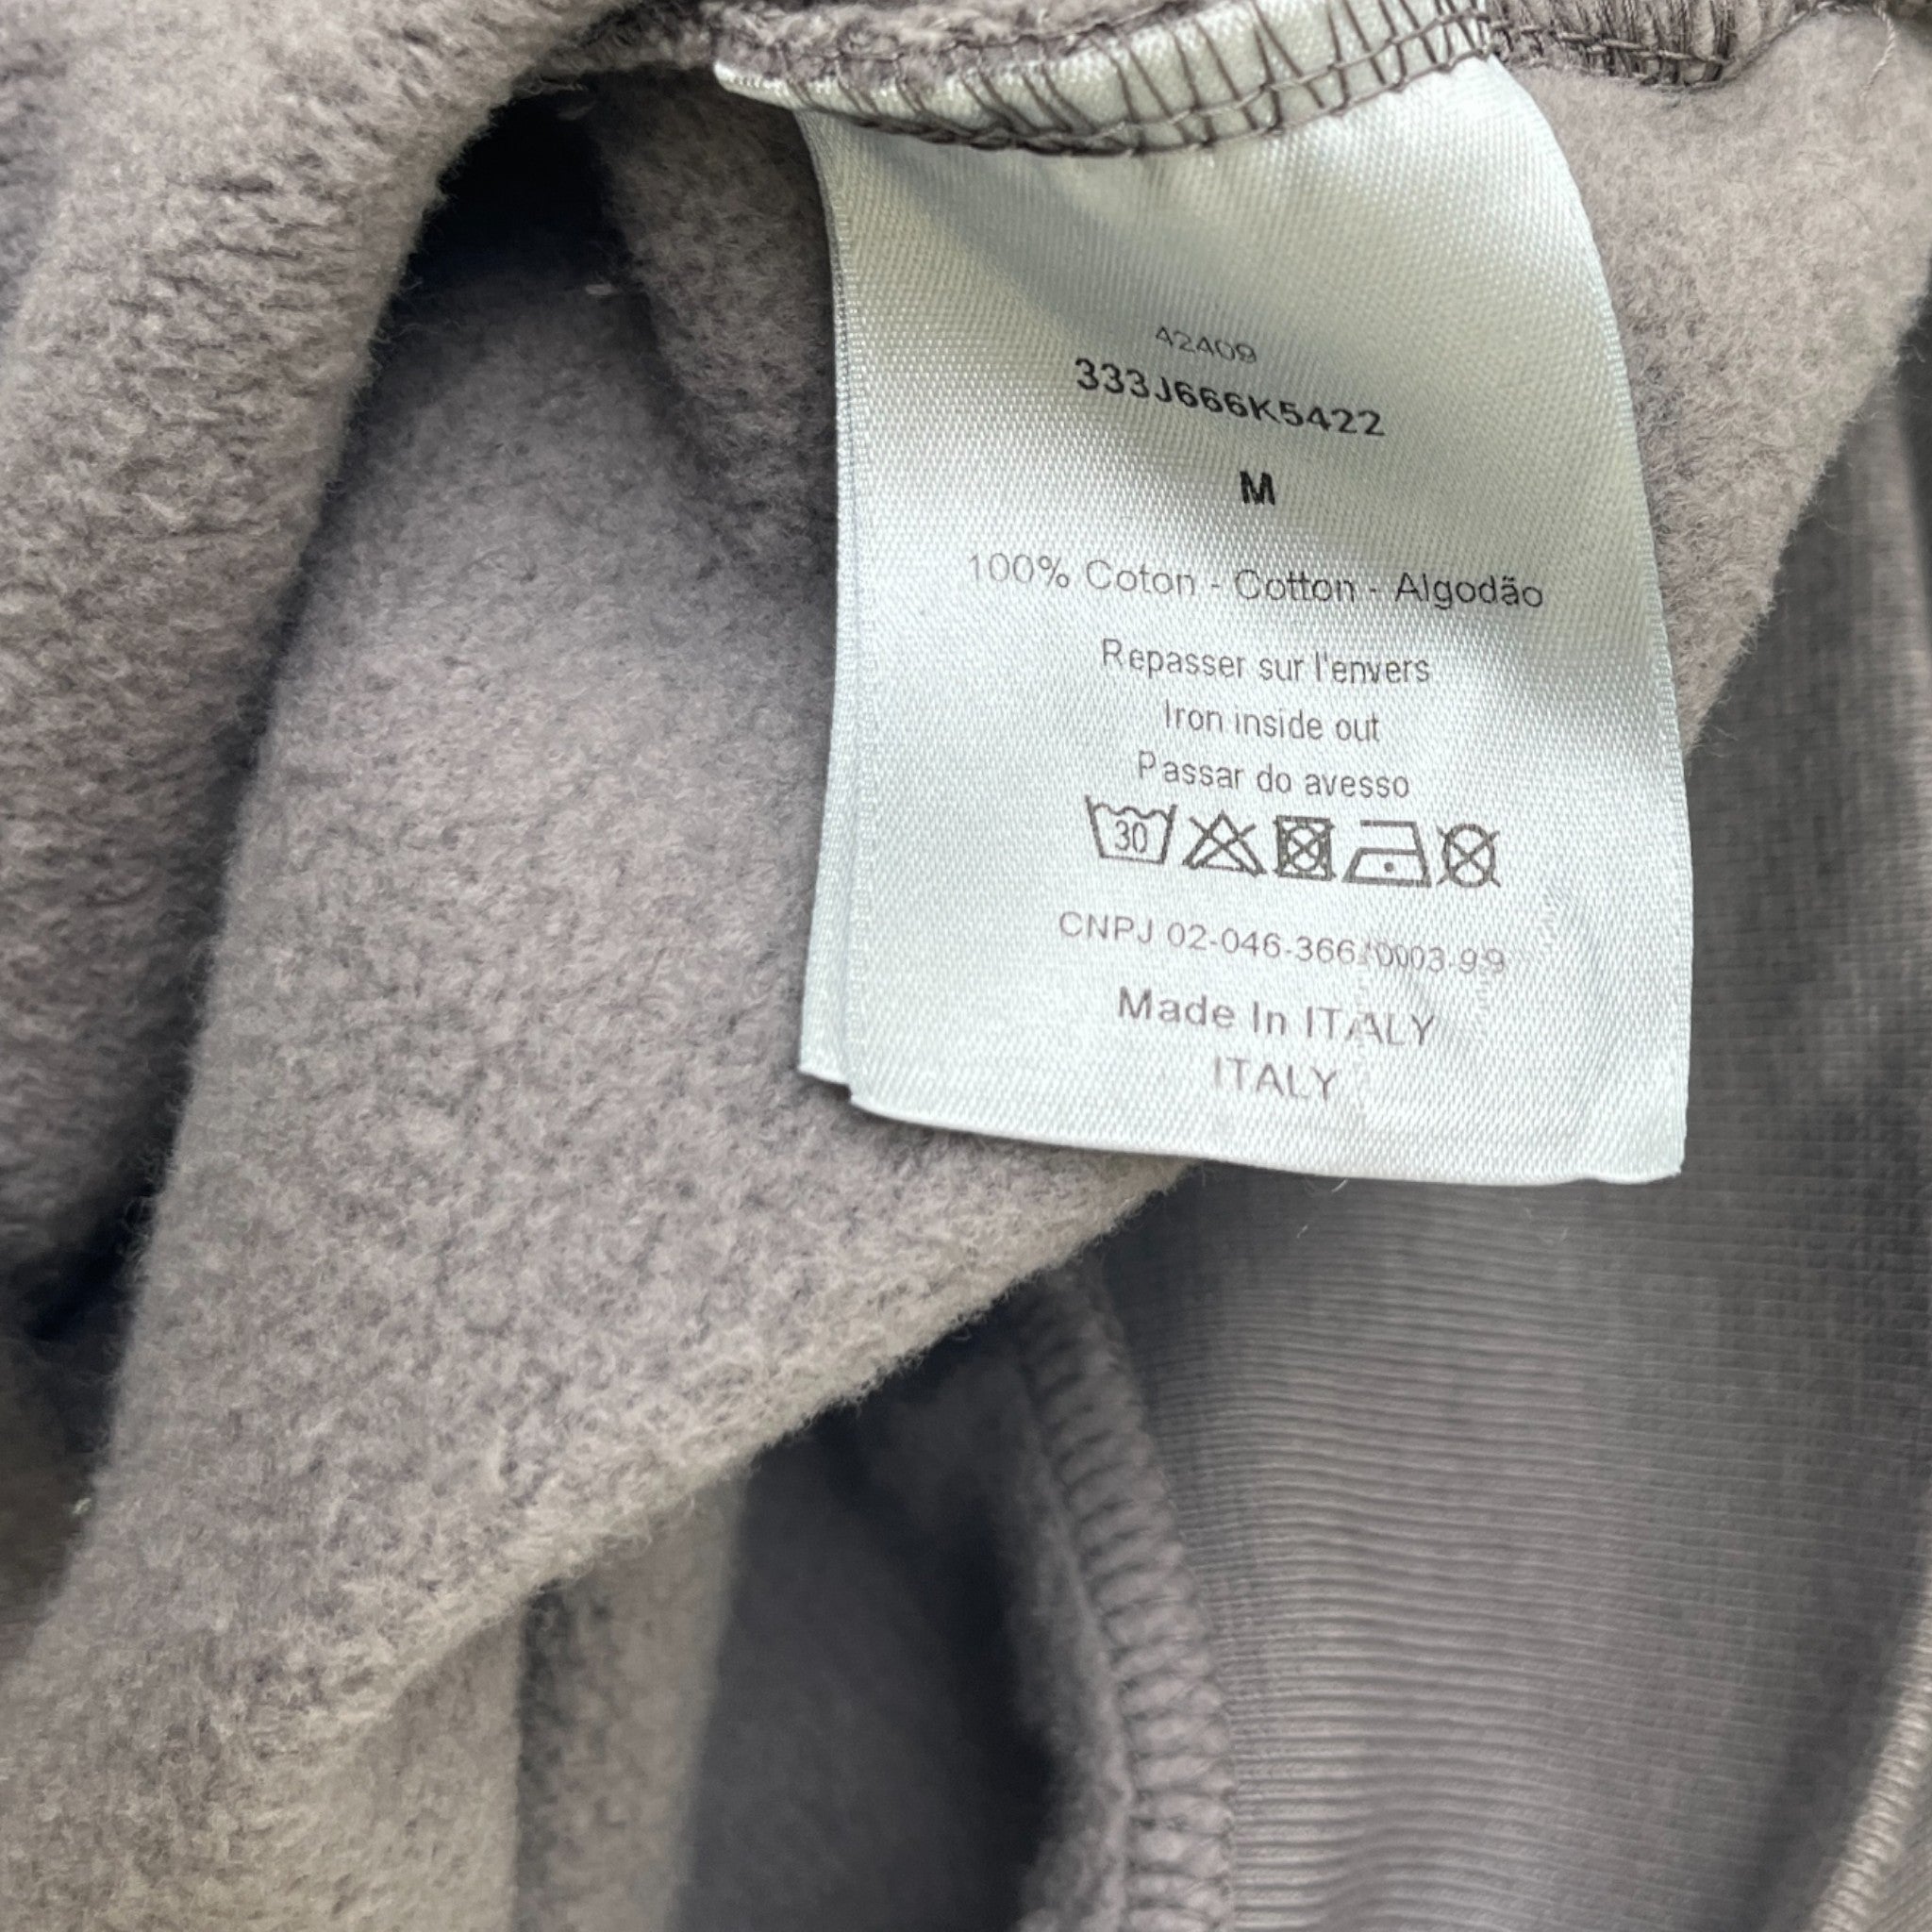 42409
333J666K5422
M
100% Coton - Cotton - Algodão
Repasser sur l'envers
Iron inside out
Passar do avesso
30
CNPJ 02-046-366/0003-99
Made In ITALY
ITALY